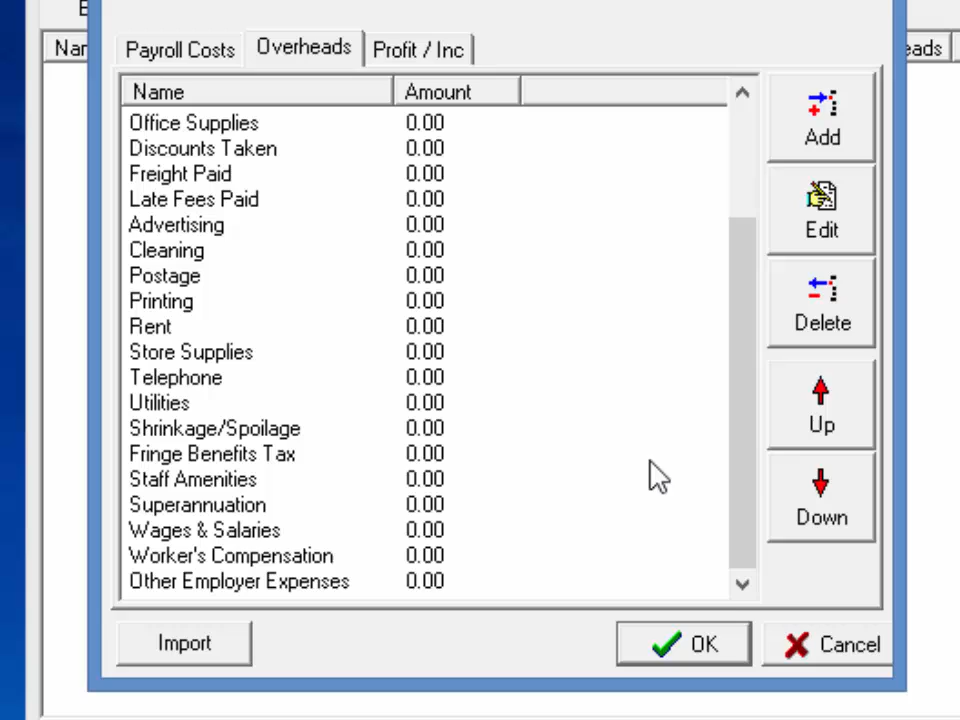 Nar
eads
Payroll Costs
Overheads
Profit / Inc
Name Amount
Office Supplies 0.00
Discounts Taken 0.00
Freight Paid 0.00
Late Fees Paid 0.00
Advertising 0.00
Cleaning 0.00
Postage 0.00
Printing 0.00
Rent 0.00
Store Supplies 0.00
Telephone 0.00
Utilities 0.00
Shrinkage/Spoilage 0.00
Fringe Benefits Tax 0.00
Staff Amenities 0.00
Superannuation 0.00
Wages & Salaries 0.00
Worker's Compensation 0.00
Other Employer Expenses 0.00
Add
Edit
Delete
Up
Down
Import
OK
Cancel